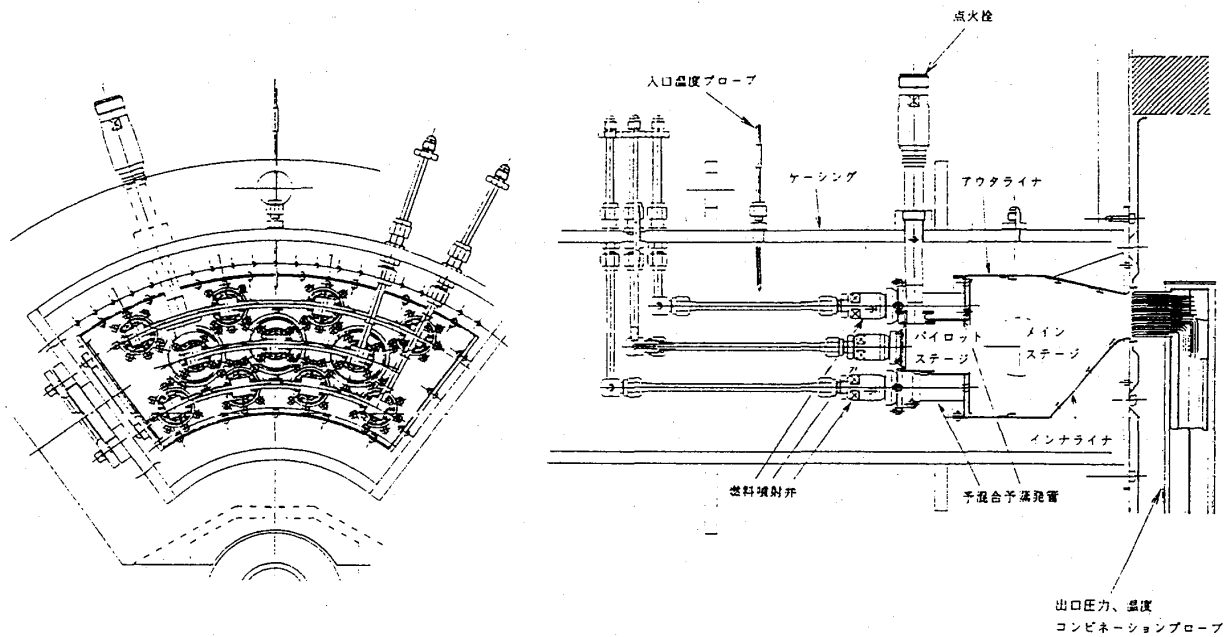 点火栓
入口温度プローブ
ケーシング
アウタライナ
パイロット
ステージ
メイン
ステージ
インナライナ
燃料噴射弁
予混合予蒸発管
出口圧力、温度
コンビネーションプローブ